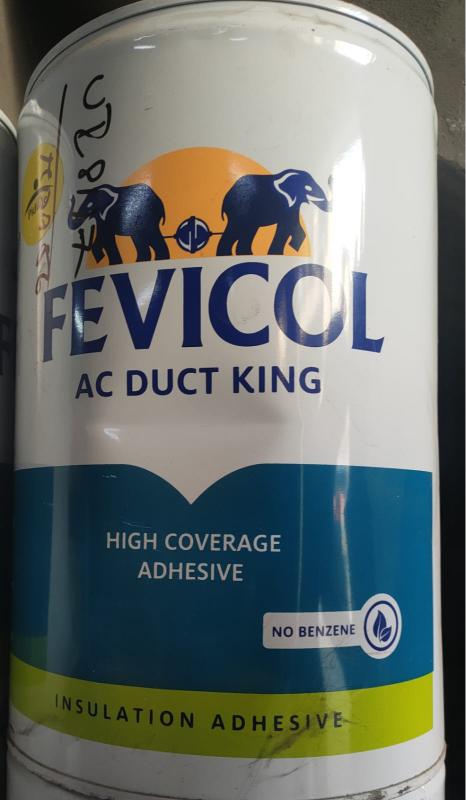 FEVICOL
AC DUCT KING
HIGH COVERAGE
ADHESIVE
NO BENZENE
INSULATION ADHESIVE